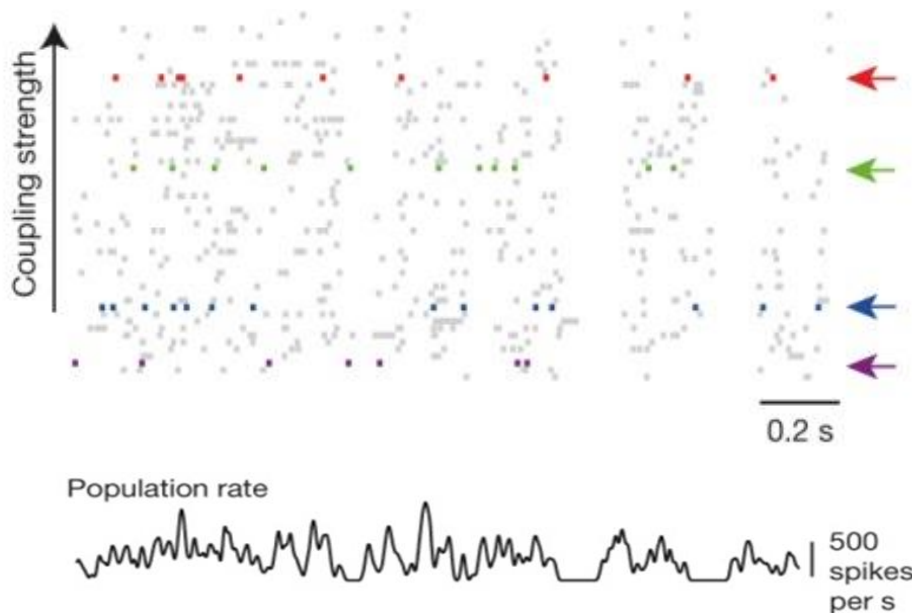 Coupling strength
0.2 s
Population rate
500
spikes
per s